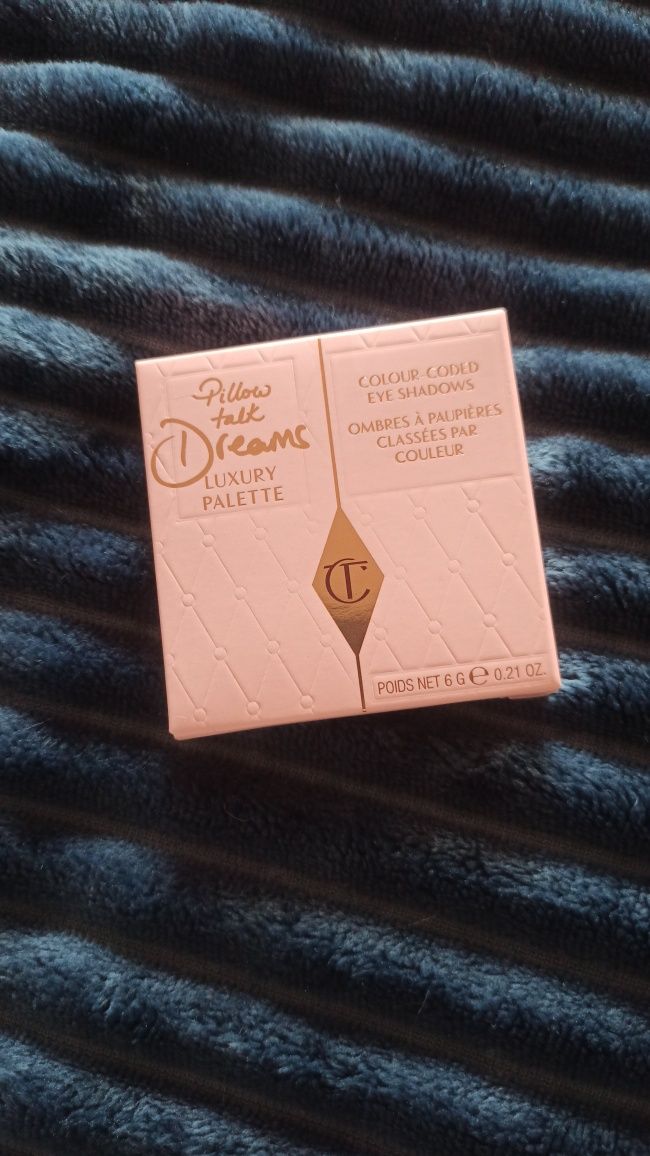 Pillow
talk
Dreams
LUXURY
PALETTE
COLOUR-CODED
EYE SHADOWS
OMBRES À PAUPIÈRES
CLASSÉES PAR
COULEUR
CT
POIDS NET 6 G ℮ 0.21 OZ.